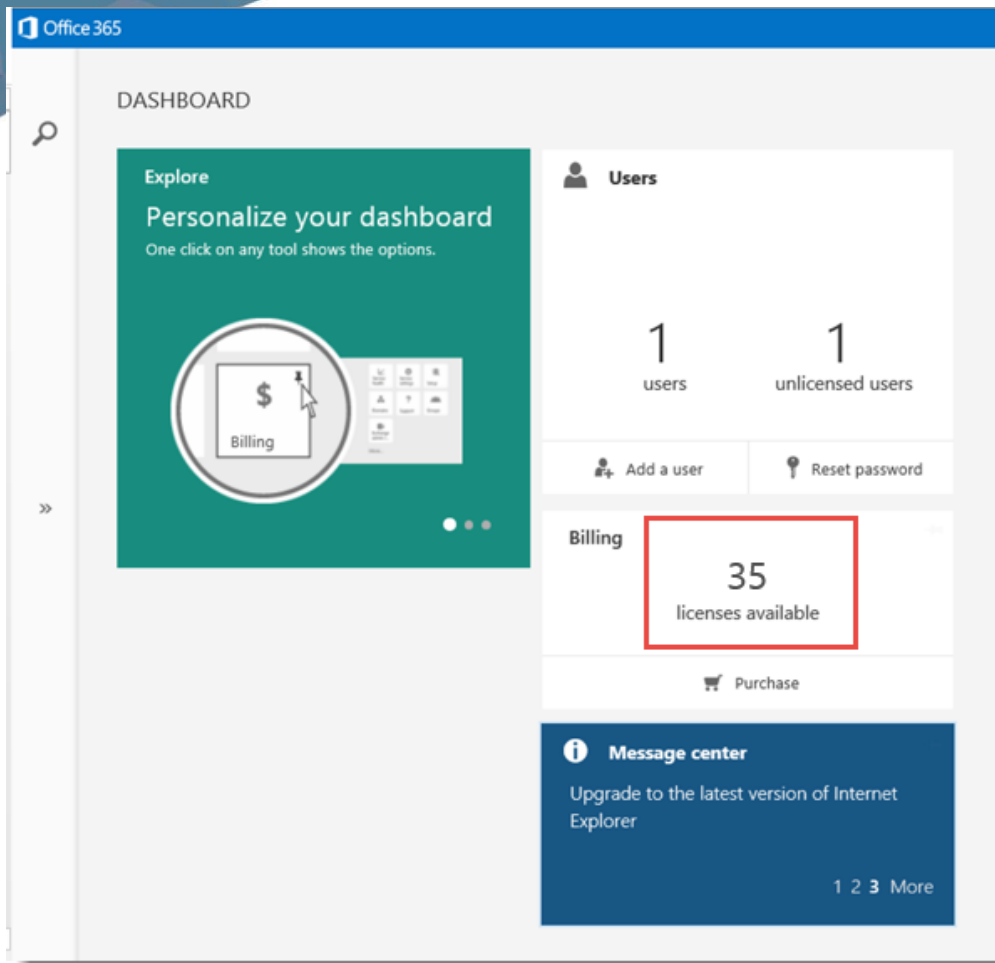 Office 365
DASHBOARD
Explore
Personalize your dashboard
One click on any tool shows the options.
$
Billing
Users
1
users
1
unlicensed users
Add a user
Reset password
Billing
35
licenses available
Purchase
Message center
Upgrade to the latest version of Internet
Explorer
1 2 3 More